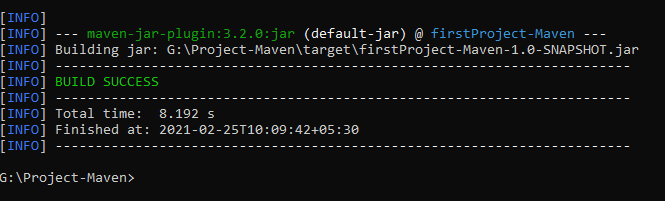 [INFO]
[INFO] --- maven-jar-plugin:3.2.0:jar (default-jar) @ firstProject-Maven ---
[INFO] Building jar: G:\Project-Maven\target\firstProject-Maven-1.0-SNAPSHOT.jar
[INFO] ------------------------------------------------------------------------
[INFO] BUILD SUCCESS
[INFO] ------------------------------------------------------------------------
[INFO] Total time:  8.192 s
[INFO] Finished at: 2021-02-25T10:09:42+05:30
[INFO] ------------------------------------------------------------------------
G:\Project-Maven>